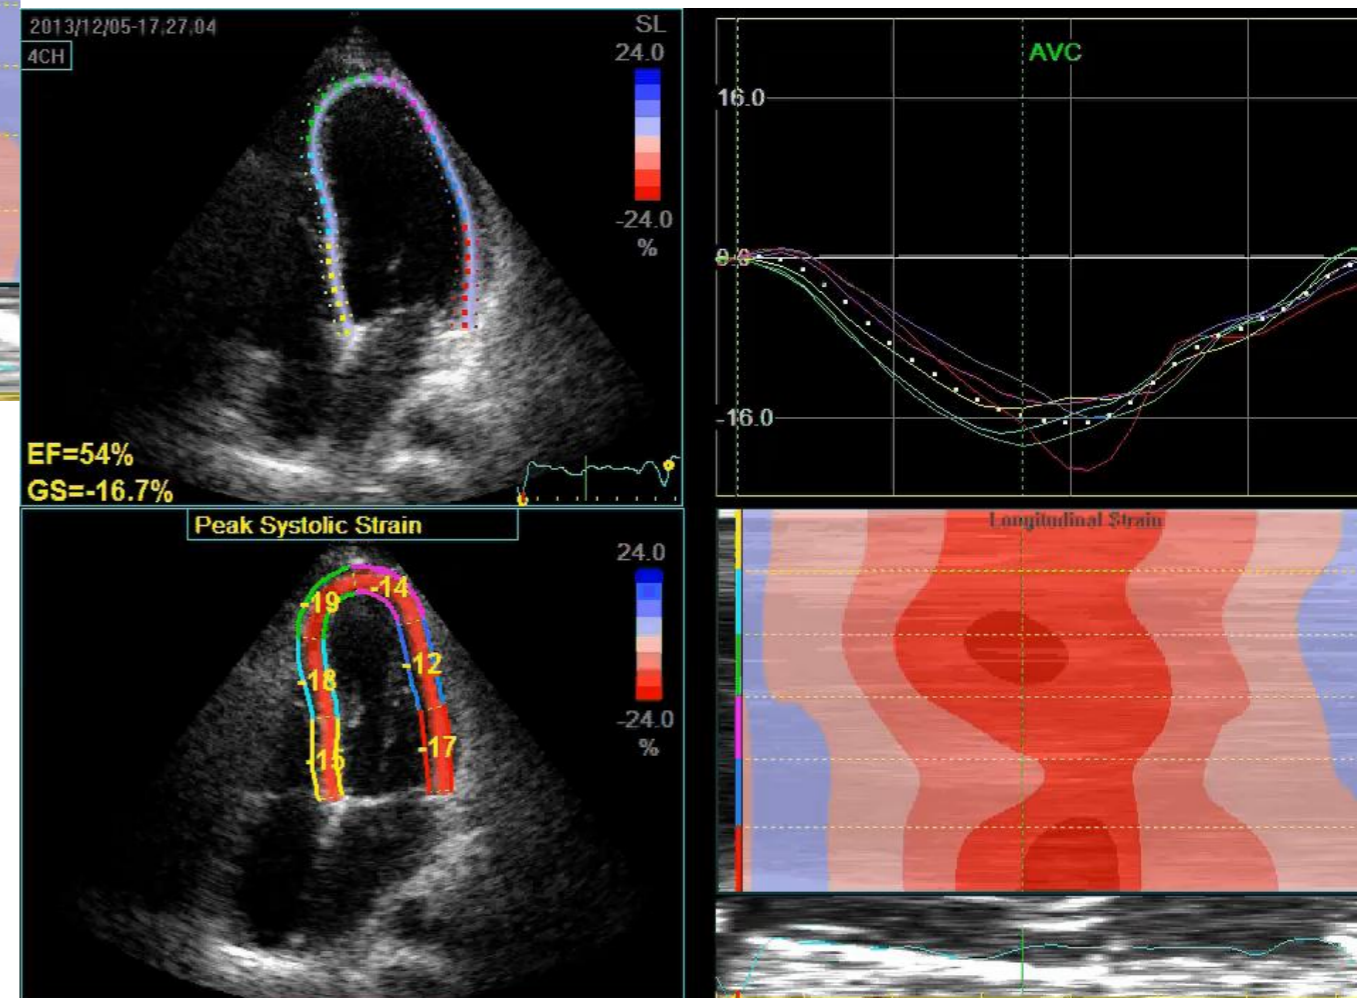 2013/12/05-17,27,04
4CH
SL
24.0
-24.0
%
EF=54%
GS=-16.7%
AVC
16.0
0.0
-16.0
Peak Systolic Strain
24.0
-24.0
%
-19
-14
-18
-12
-15
-17
Longitudinal Strain